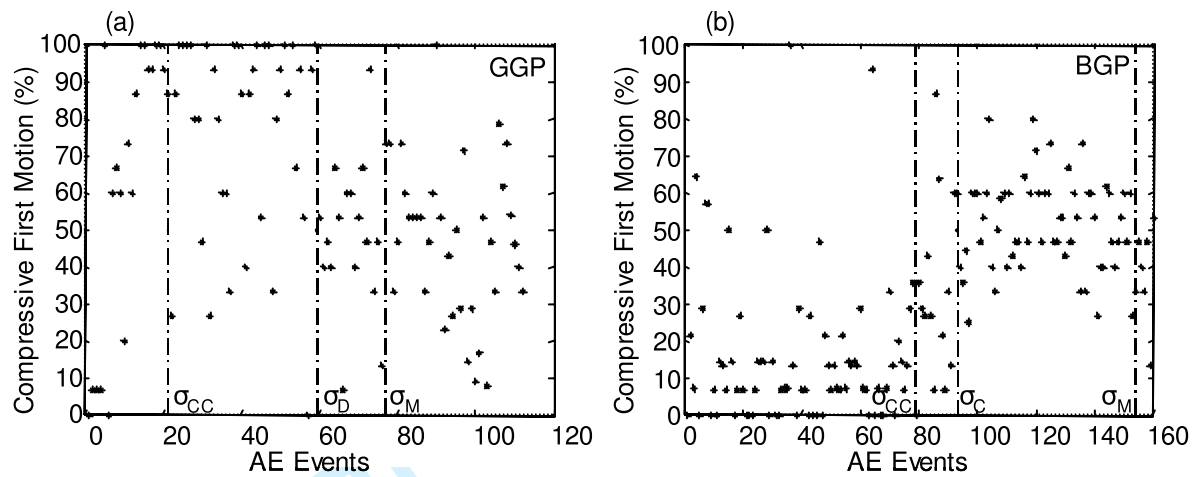 (a)
(b)
GGP
BGP
Compressive First Motion (%)
100
90
80
70
60
50
40
30
20
10
0
σCC
σD
σM
0 20 40 60 80 100 120
AE Events
Compressive First Motion (%)
100
90
80
70
60
50
40
30
20
10
0
σCC
σC
σM
0 20 40 60 80 100 120 140 160
AE Events